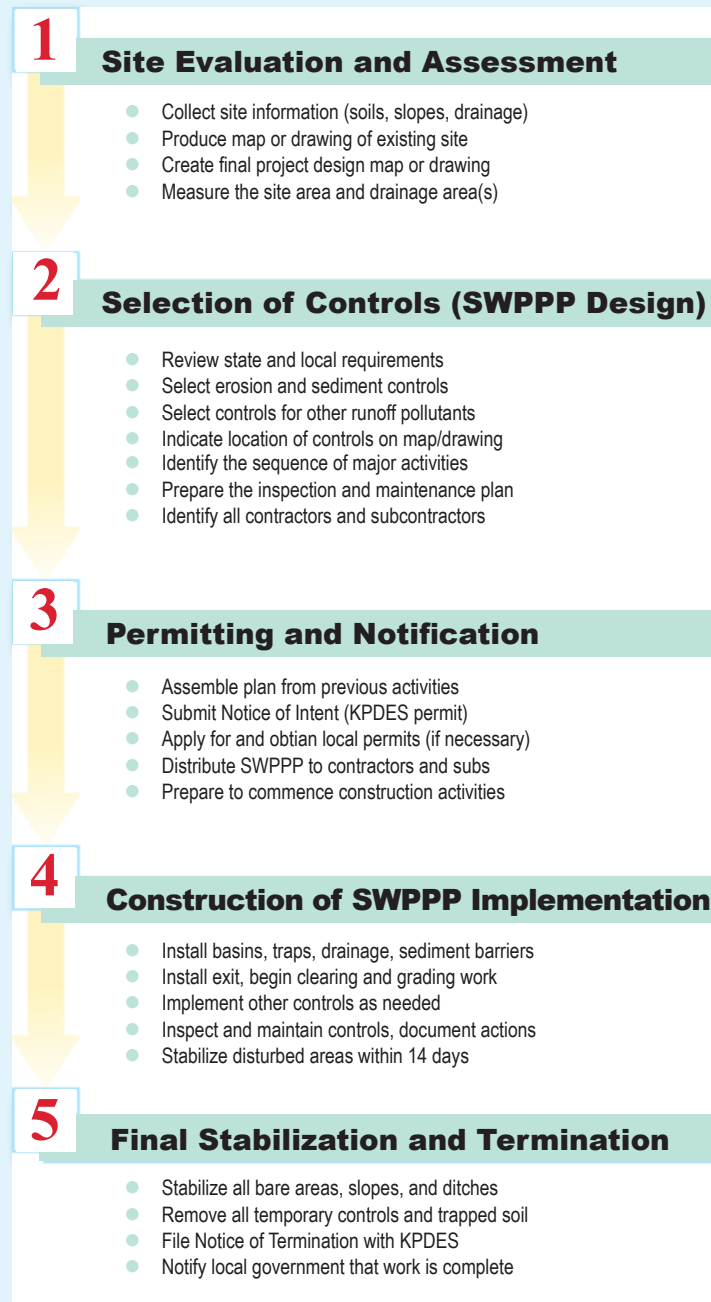 1
Site Evaluation and Assessment
Collect site information (soils, slopes, drainage)
Produce map or drawing of existing site
Create final project design map or drawing
Measure the site area and drainage area(s)
2
Selection of Controls (SWPPP Design)
Review state and local requirements
Select erosion and sediment controls
Select controls for other runoff pollutants
Indicate location of controls on map/drawing
Identify the sequence of major activities
Prepare the inspection and maintenance plan
Identify all contractors and subcontractors
3
Permitting and Notification
Assemble plan from previous activities
Submit Notice of Intent (KPDES permit)
Apply for and obtian local permits (if necessary)
Distribute SWPPP to contractors and subs
Prepare to commence construction activities
4
Construction of SWPPP Implementation
Install basins, traps, drainage, sediment barriers
Install exit, begin clearing and grading work
Implement other controls as needed
Inspect and maintain controls, document actions
Stabilize disturbed areas within 14 days
5
Final Stabilization and Termination
Stabilize all bare areas, slopes, and ditches
Remove all temporary controls and trapped soil
File Notice of Termination with KPDES
Notify local government that work is complete